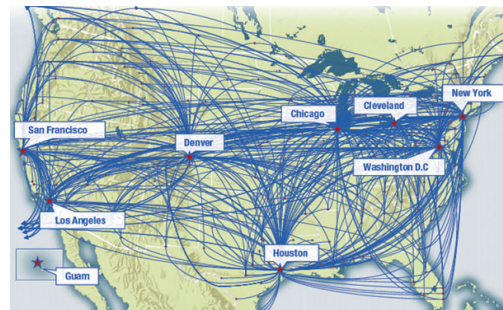 New York
Cleveland
Chicago
San Francisco
Denver
Washington D.C
Los Angeles
Houston
Guam